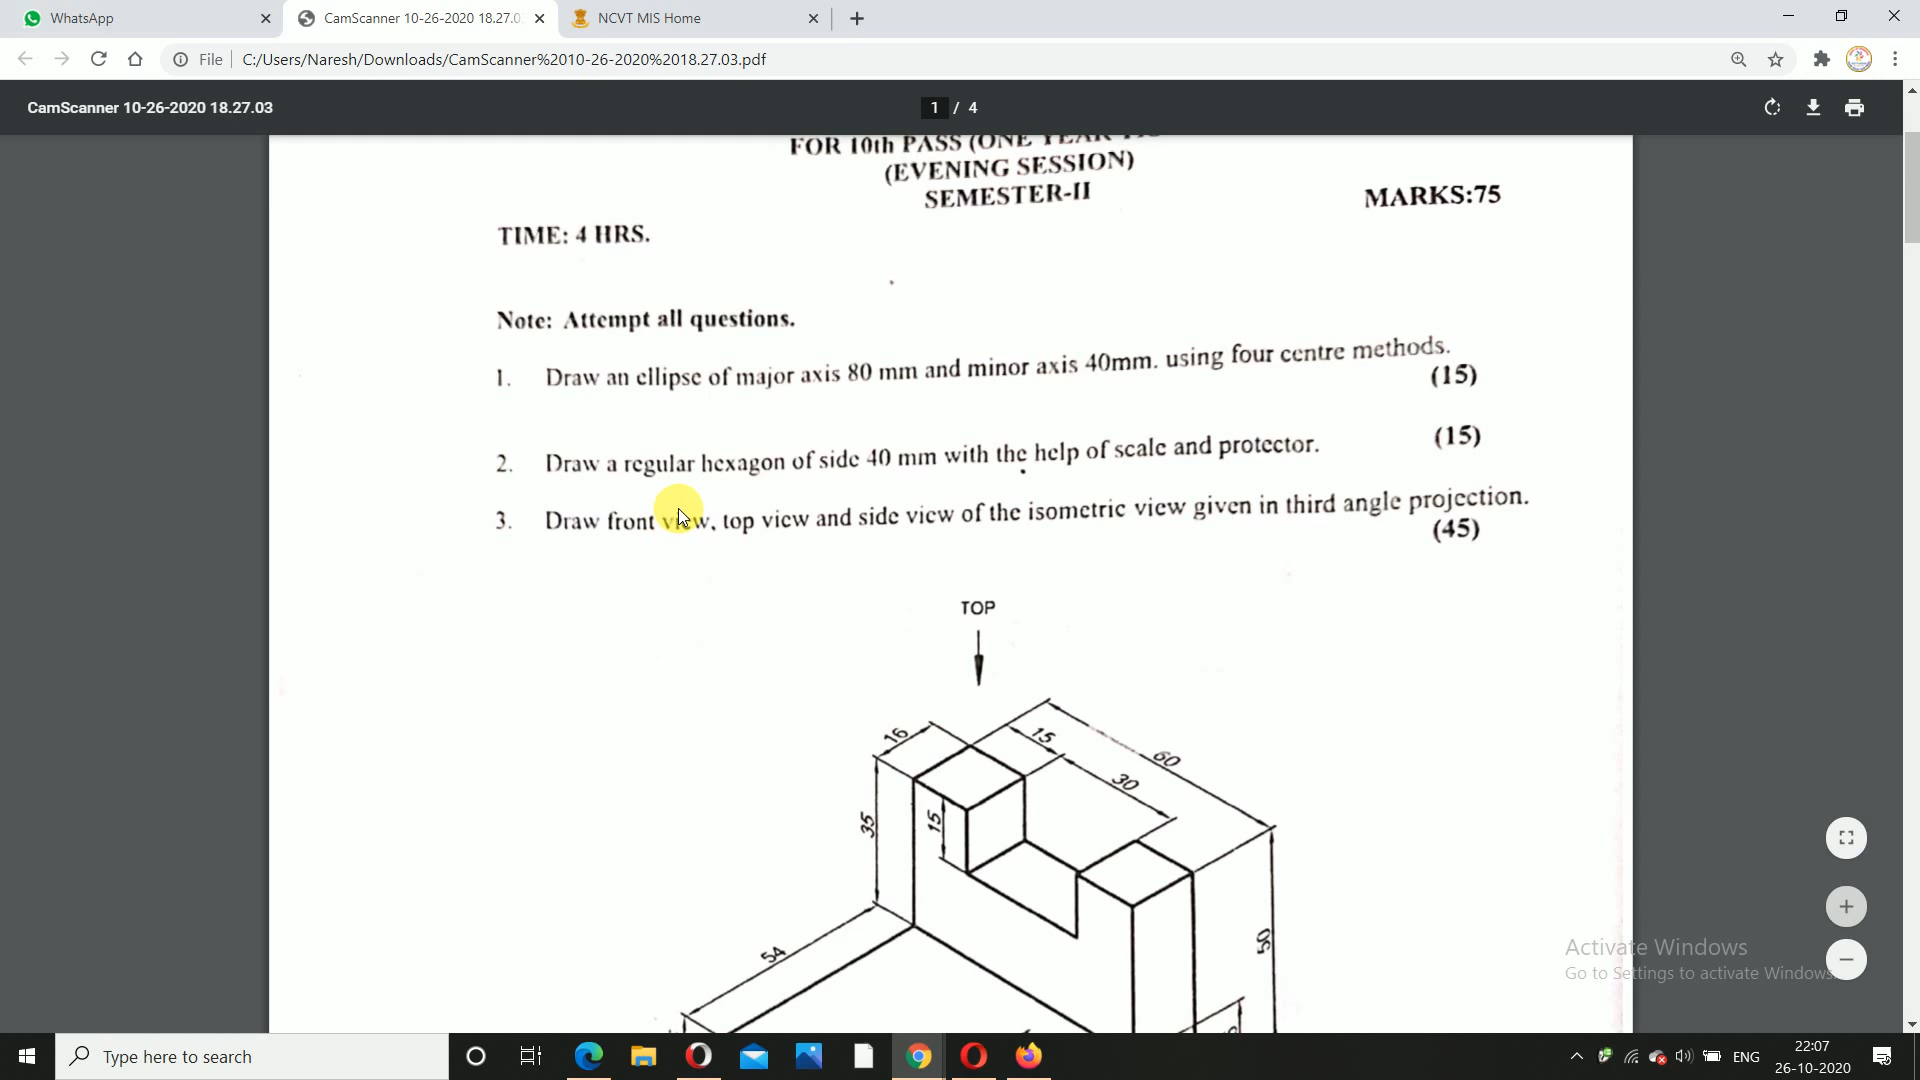 WhatsApp
CamScanner 10-26-2020 18.27.0
NCVT MIS Home
File
C:/Users/Naresh/Downloads/CamScanner%2010-26-2020%2018.27.03.pdf
CamScanner 10-26-2020 18.27.03
1 / 4
FOR 10th PASS (ONE YEAR
(EVENING SESSION)
SEMESTER-II
MARKS:75
TIME: 4 HRS.
Note: Attempt all questions.
1. Draw an ellipse of major axis 80 mm and minor axis 40mm. using four centre methods.
(15)
2. Draw a regular hexagon of side 40 mm with the help of scale and protector.
(15)
3. Draw front view, top view and side view of the isometric view given in third angle projection.
(45)
TOP
16
15
60
30
35
15
54
50
Activate Windows
Go to Settings to activate Windows.
Type here to search
ENG
22:07
26-10-2020